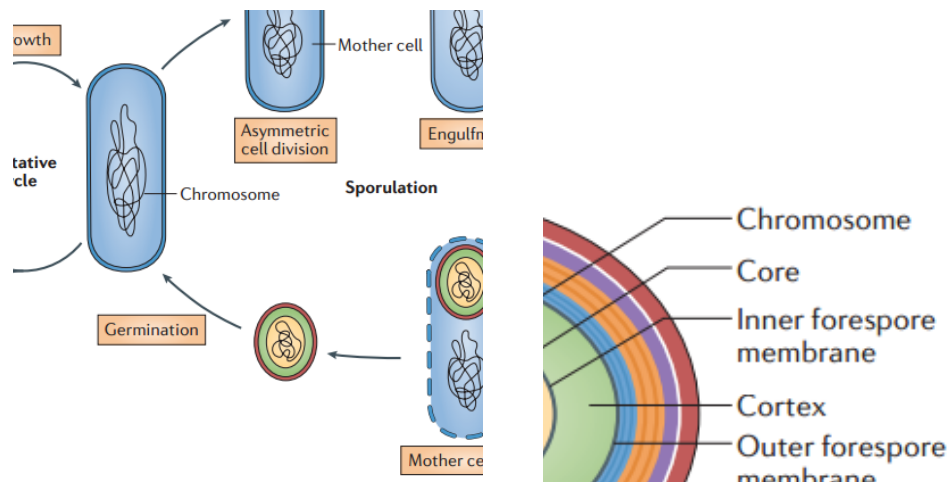 owth
Mother cell
Asymmetric
cell division
Engulfm
tative
cle
Chromosome
Sporulation
Germination
Mother ce
Chromosome
Core
Inner forespore
membrane
Cortex
Outer forespore
membrane